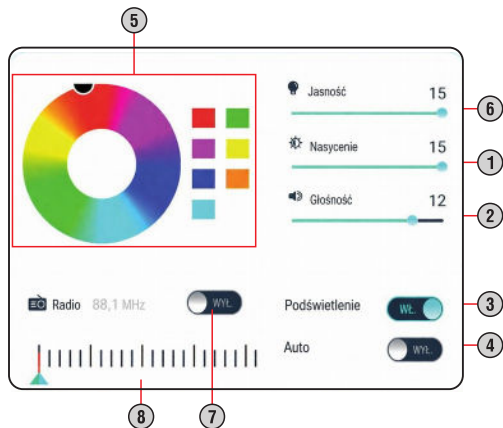 5
Jasność 15
6
Nasycenie 15
1
Głośność 12
2
Radio 88,1 MHz WYŁ.
Podświetlenie WŁ.
3
Auto WYŁ.
4
8
7